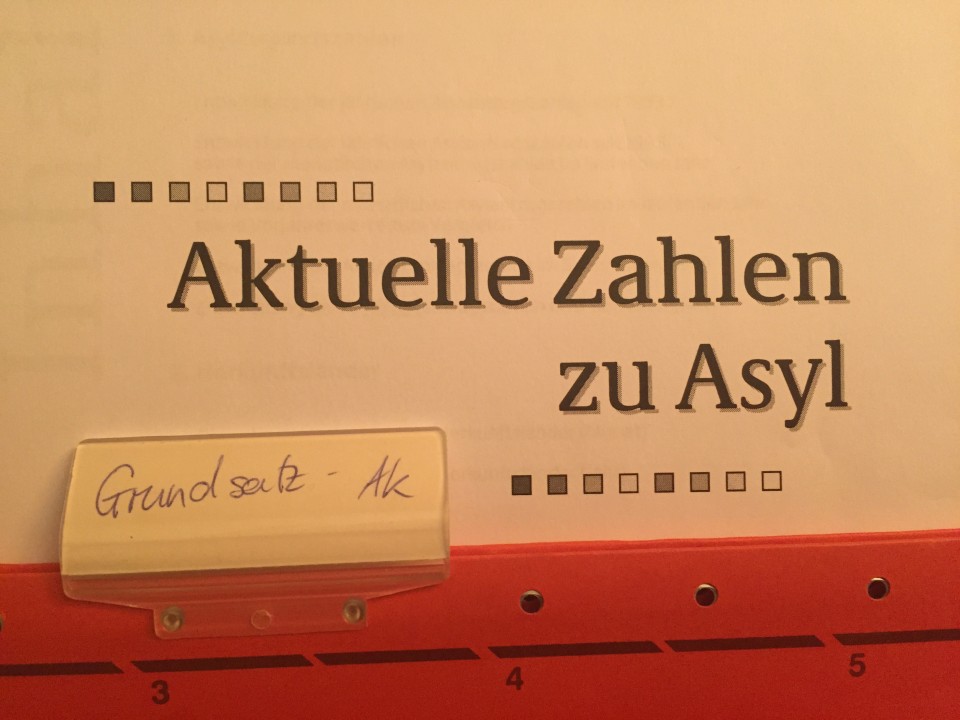 Aktuelle Zahlen
zu Asyl
Grundsatz - Ak
3 4 5